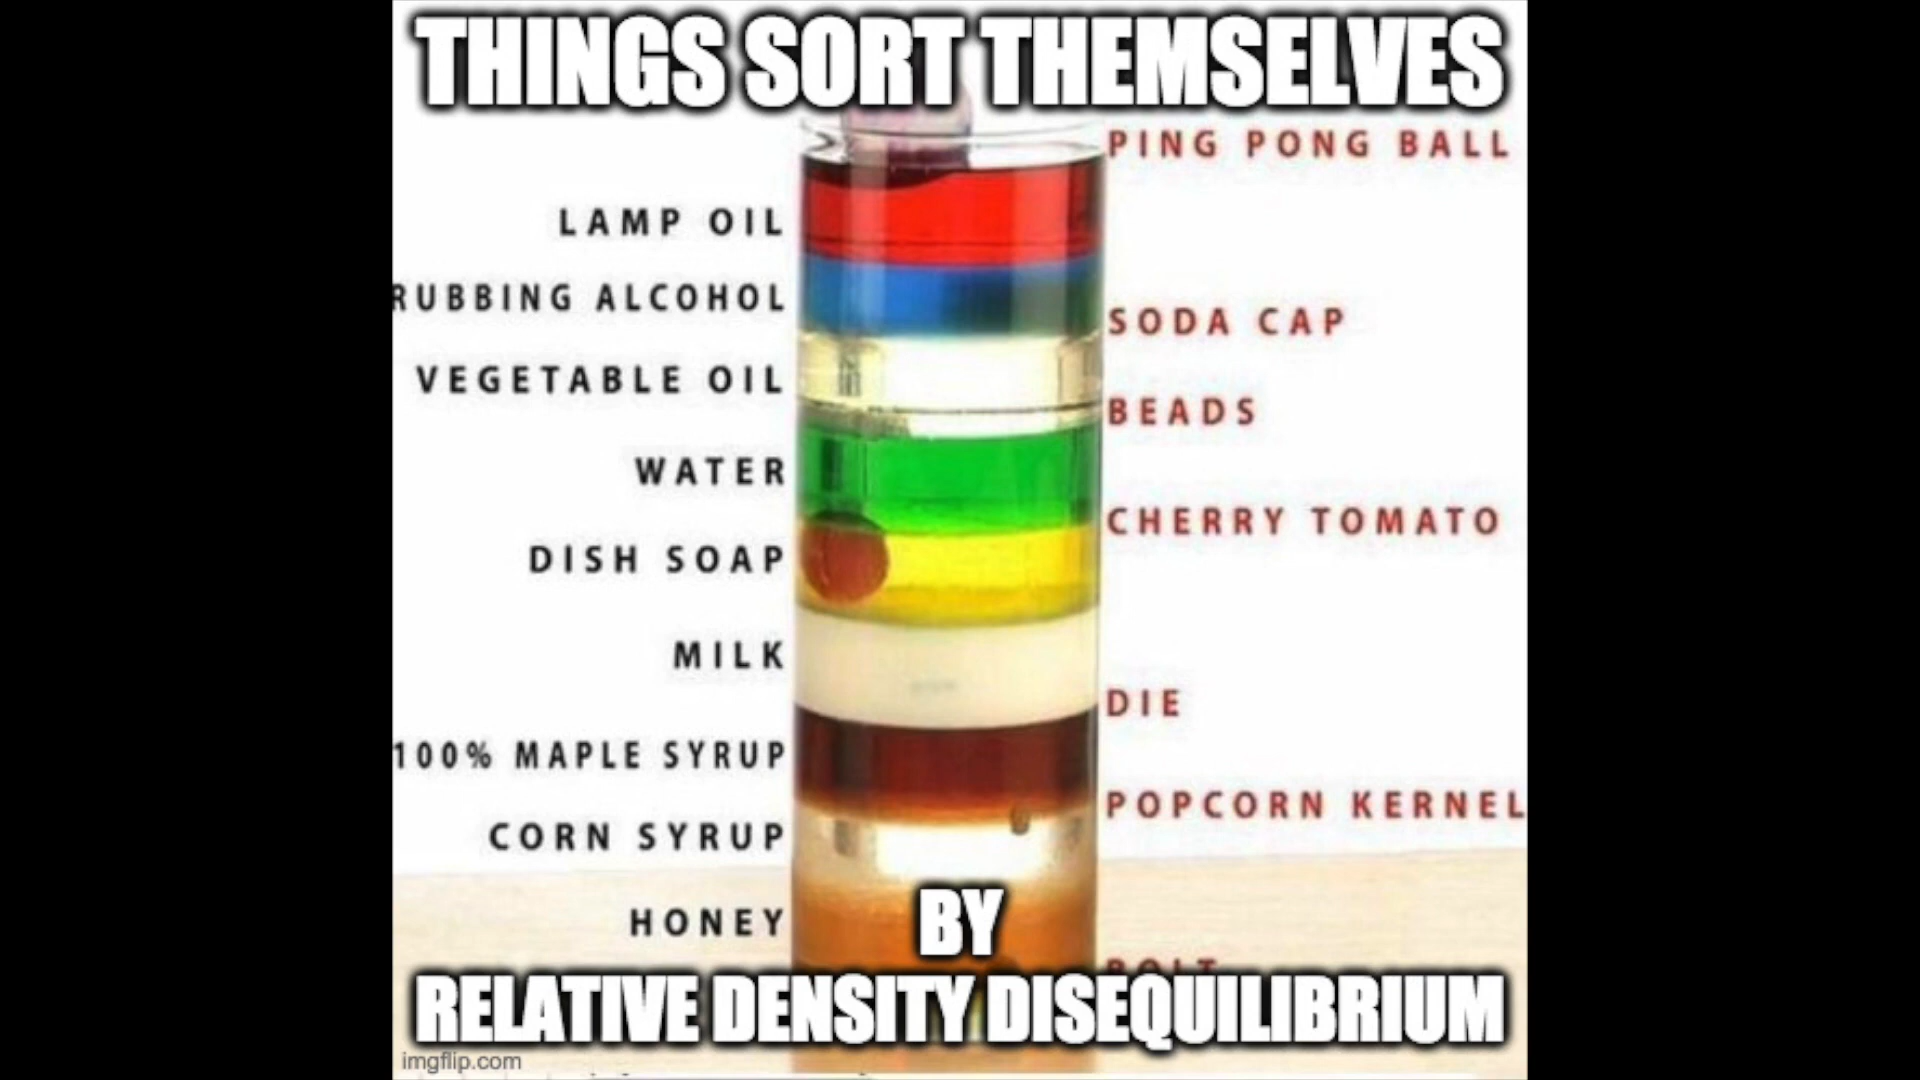 THINGS SORT THEMSELVES
PING PONG BALL
LAMP OIL
RUBBING ALCOHOL
SODA CAP
VEGETABLE OIL
BEADS
WATER
CHERRY TOMATO
DISH SOAP
MILK
DIE
100% MAPLE SYRUP
POPCORN KERNEL
CORN SYRUP
HONEY
BY
BOLT
RELATIVE DENSITY DISEQUILIBRIUM
imgflip.com